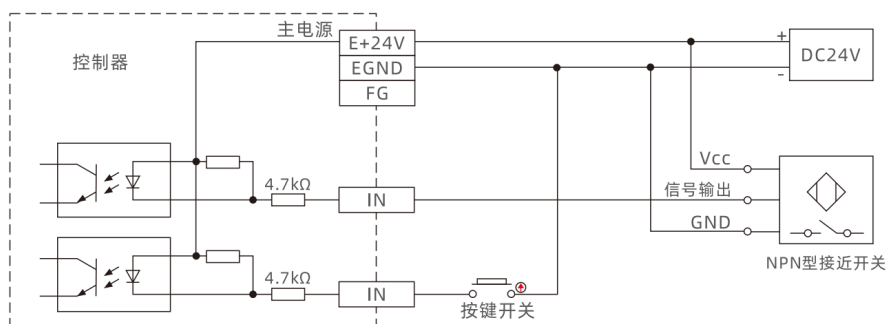 主电源
E+24V
EGND
FG
控制器
+
-
DC24V
4.7kΩ
IN
Vcc
信号输出
GND
NPN型接近开关
4.7kΩ
IN
按键开关